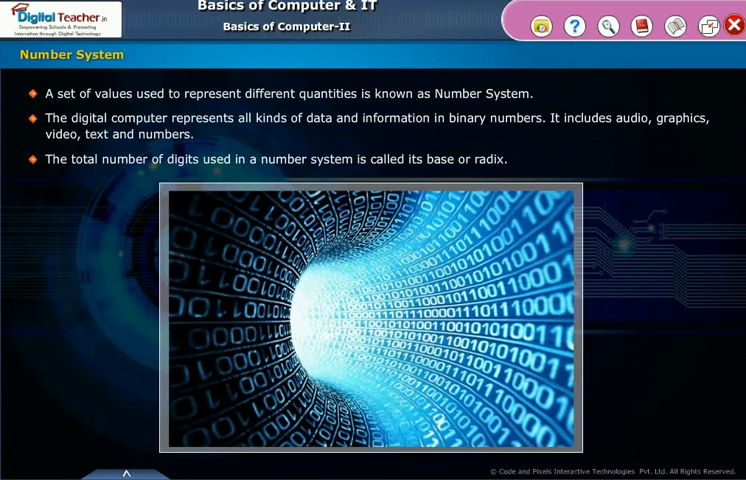 Basics of Computer & IT
Digital Teacher.in
Empowering Schools & Promoting
Innovation through Digital Technology
Basics of Computer-II
Number System
A set of values used to represent different quantities is known as Number System.
The digital computer represents all kinds of data and information in binary numbers. It includes audio, graphics,
video, text and numbers.
The total number of digits used in a number system is called its base or radix.
© Code and Pixels Interactive Technologies Pvt. Ltd. All Rights Reserved.